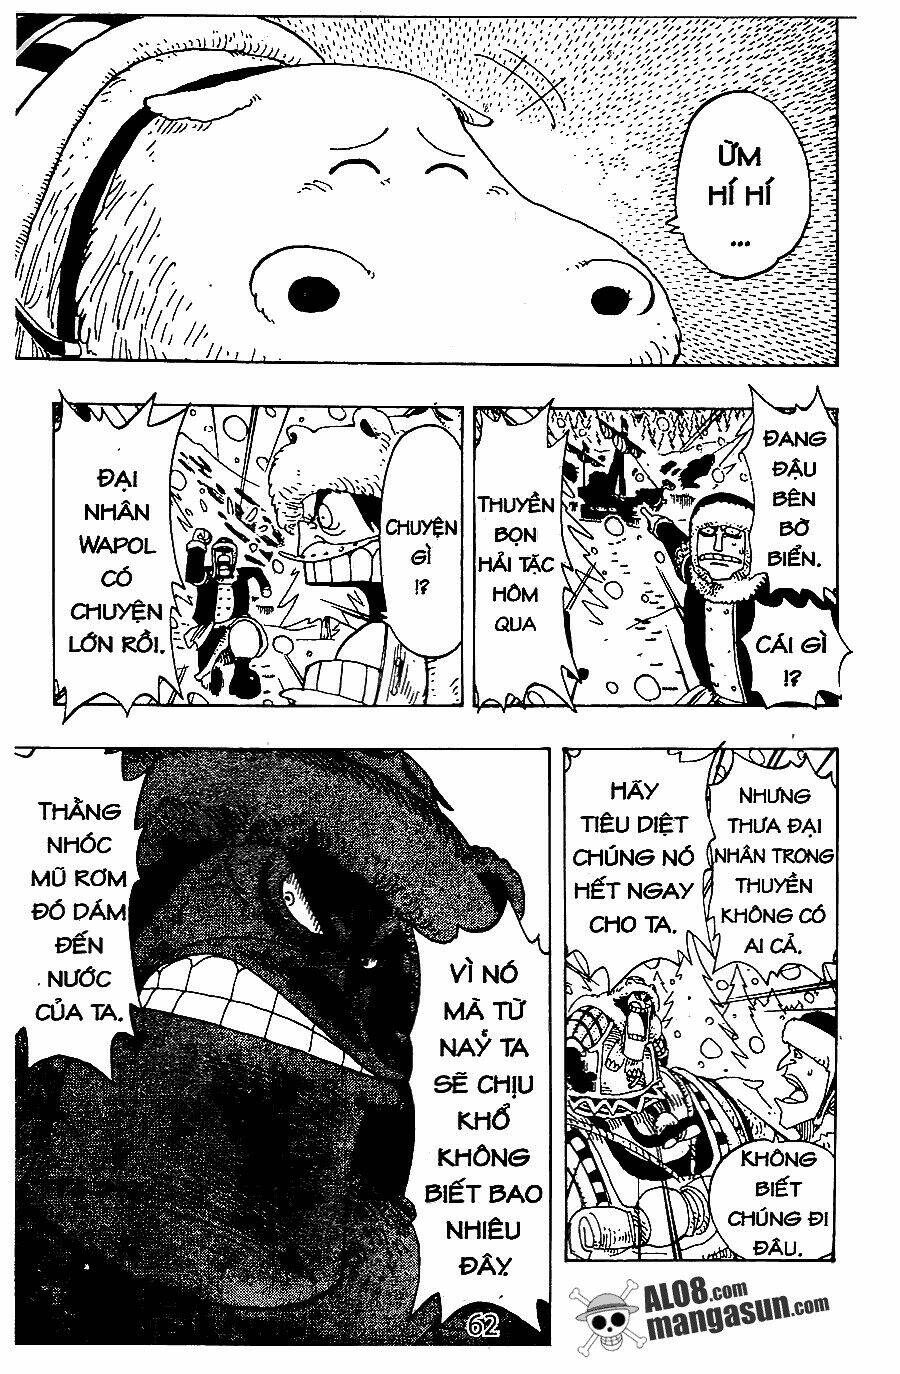 ỪM
HÍ HÍ
...
ĐẠI
NHÂN
WAPOL
CÓ
CHUYỆN
LỚN RỒI.
CHUYỆN
GÌ
!?
THUYỀN
BỌN
HẢI TẶC
HÔM
QUA
ĐANG
ĐẬU
BÊN
BỜ
BIỂN.
CÁI GÌ
!?
THẰNG
NHÓC
MŨ RƠM
ĐÓ DÁM
ĐẾN
NƯỚC
CỦA TA.
VÌ NÓ
MÀ TỪ
NAY TA
SẼ CHỊU
KHỔ
KHÔNG
BIẾT BAO
NHIÊU
ĐÂY.
HÃY
TIÊU DIỆT
CHÚNG NÓ
HẾT NGAY
CHO TA.
NHƯNG
THƯA ĐẠI
NHÂN TRONG
THUYỀN
KHÔNG CÓ
AI CẢ.
KHÔNG
BIẾT
CHÚNG ĐI
ĐÂU.
62
ALO8.com
mangasun.com